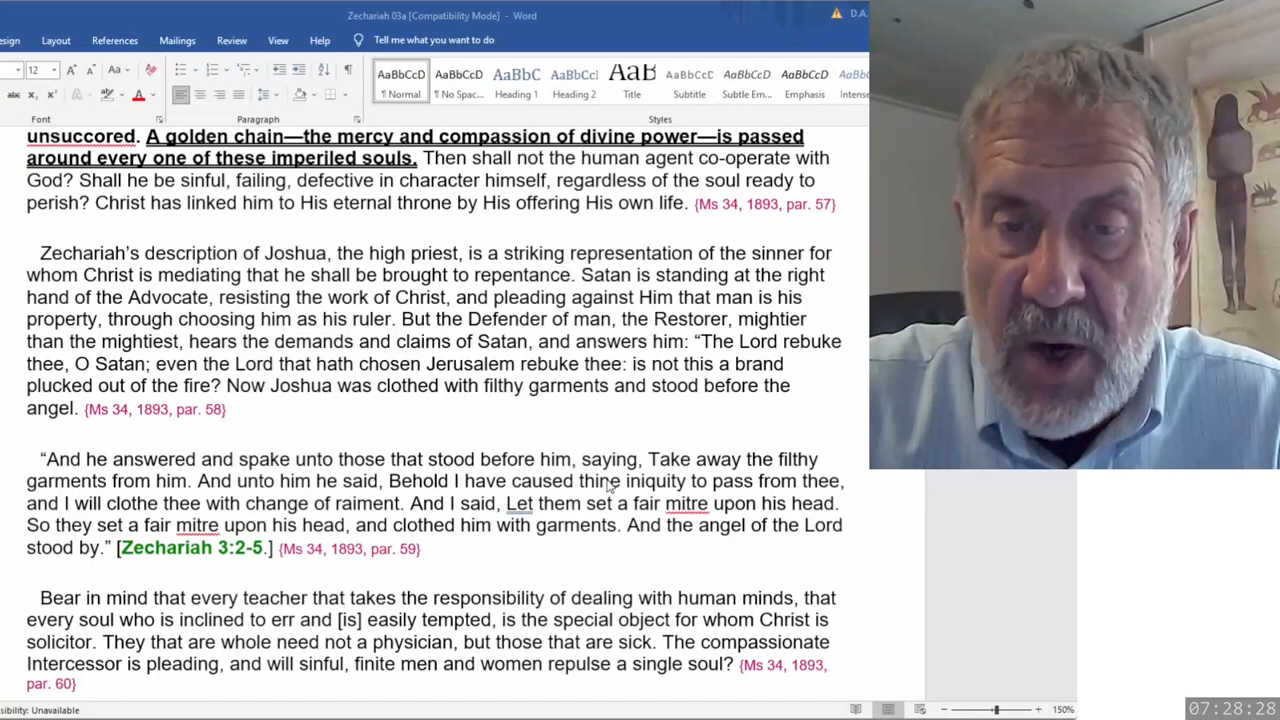 Zechariah 03a [Compatibility Mode] - Word
D.A.
esign Layout References Mailings Review View Help Tell me what you want to do
12 Aa
AaBbCcD AaBbCcD AaBbC AaBbCcI AaB AaBbCcD AaBbCcD AaBbCcD AaBb
¶ Normal ¶ No Spac... Heading 1 Heading 2 Title Subtitle Subtle Em... Emphasis Intense
Font Paragraph Styles
unsuccored. A golden chain—the mercy and compassion of divine power—is passed
around every one of these imperiled souls. Then shall not the human agent co-operate with
God? Shall he be sinful, failing, defective in character himself, regardless of the soul ready to
perish? Christ has linked him to His eternal throne by His offering His own life. {Ms 34, 1893, par. 57}
Zechariah’s description of Joshua, the high priest, is a striking representation of the sinner for
whom Christ is mediating that he shall be brought to repentance. Satan is standing at the right
hand of the Advocate, resisting the work of Christ, and pleading against Him that man is his
property, through choosing him as his ruler. But the Defender of man, the Restorer, mightier
than the mightiest, hears the demands and claims of Satan, and answers him: “The Lord rebuke
thee, O Satan; even the Lord that hath chosen Jerusalem rebuke thee: is not this a brand
plucked out of the fire? Now Joshua was clothed with filthy garments and stood before the
angel. {Ms 34, 1893, par. 58}
“And he answered and spake unto those that stood before him, saying, Take away the filthy
garments from him. And unto him he said, Behold I have caused thine iniquity to pass from thee,
and I will clothe thee with change of raiment. And I said, Let them set a fair mitre upon his head.
So they set a fair mitre upon his head, and clothed him with garments. And the angel of the Lord
stood by.” [Zechariah 3:2-5.] {Ms 34, 1893, par. 59}
Bear in mind that every teacher that takes the responsibility of dealing with human minds, that
every soul who is inclined to err and [is] easily tempted, is the special object for whom Christ is
solicitor. They that are whole need not a physician, but those that are sick. The compassionate
Intercessor is pleading, and will sinful, finite men and women repulse a single soul? {Ms 34, 1893,
par. 60}
sibility: Unavailable
150%
07:28:28